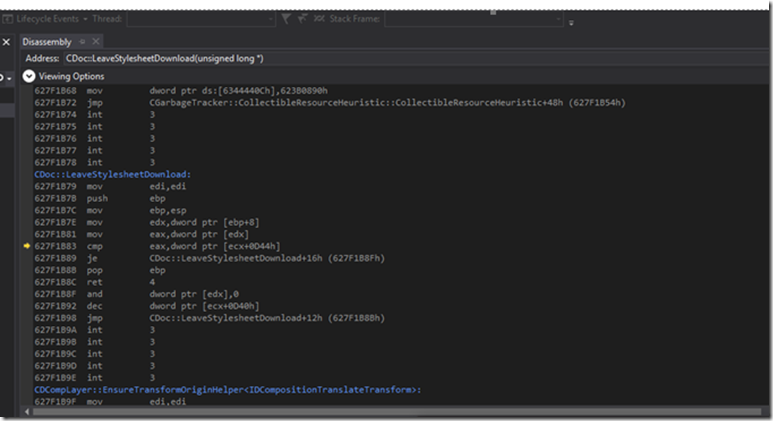 Lifecycle Events Thread: Stack Frame:
Disassembly
Address: CDoc::LeaveStylesheetDownload(unsigned long *)
Viewing Options
627F1B68 mov dword ptr ds:[6344440Ch],623B0890h
627F1B72 jmp CGarbageTracker::CollectibleResourceHeuristic::CollectibleResourceHeuristic+48h (627F1B54h)
627F1B74 int 3
627F1B75 int 3
627F1B76 int 3
627F1B77 int 3
627F1B78 int 3
CDoc::LeaveStylesheetDownload:
627F1B79 mov edi,edi
627F1B7B push ebp
627F1B7C mov ebp,esp
627F1B7E mov edx,dword ptr [ebp+8]
627F1B81 mov eax,dword ptr [edx]
627F1B83 cmp eax,dword ptr [ecx+0D44h]
627F1B89 je CDoc::LeaveStylesheetDownload+16h (627F1B8Fh)
627F1B8B pop ebp
627F1B8C ret 4
627F1B8F and dword ptr [edx],0
627F1B92 dec dword ptr [ecx+0D40h]
627F1B98 jmp CDoc::LeaveStylesheetDownload+12h (627F1B8Bh)
627F1B9A int 3
627F1B9B int 3
627F1B9C int 3
627F1B9D int 3
627F1B9E int 3
CDCompLayer::EnsureTransformOriginHelper<IDCompositionTranslateTransform>:
627F1B9F mov edi,edi